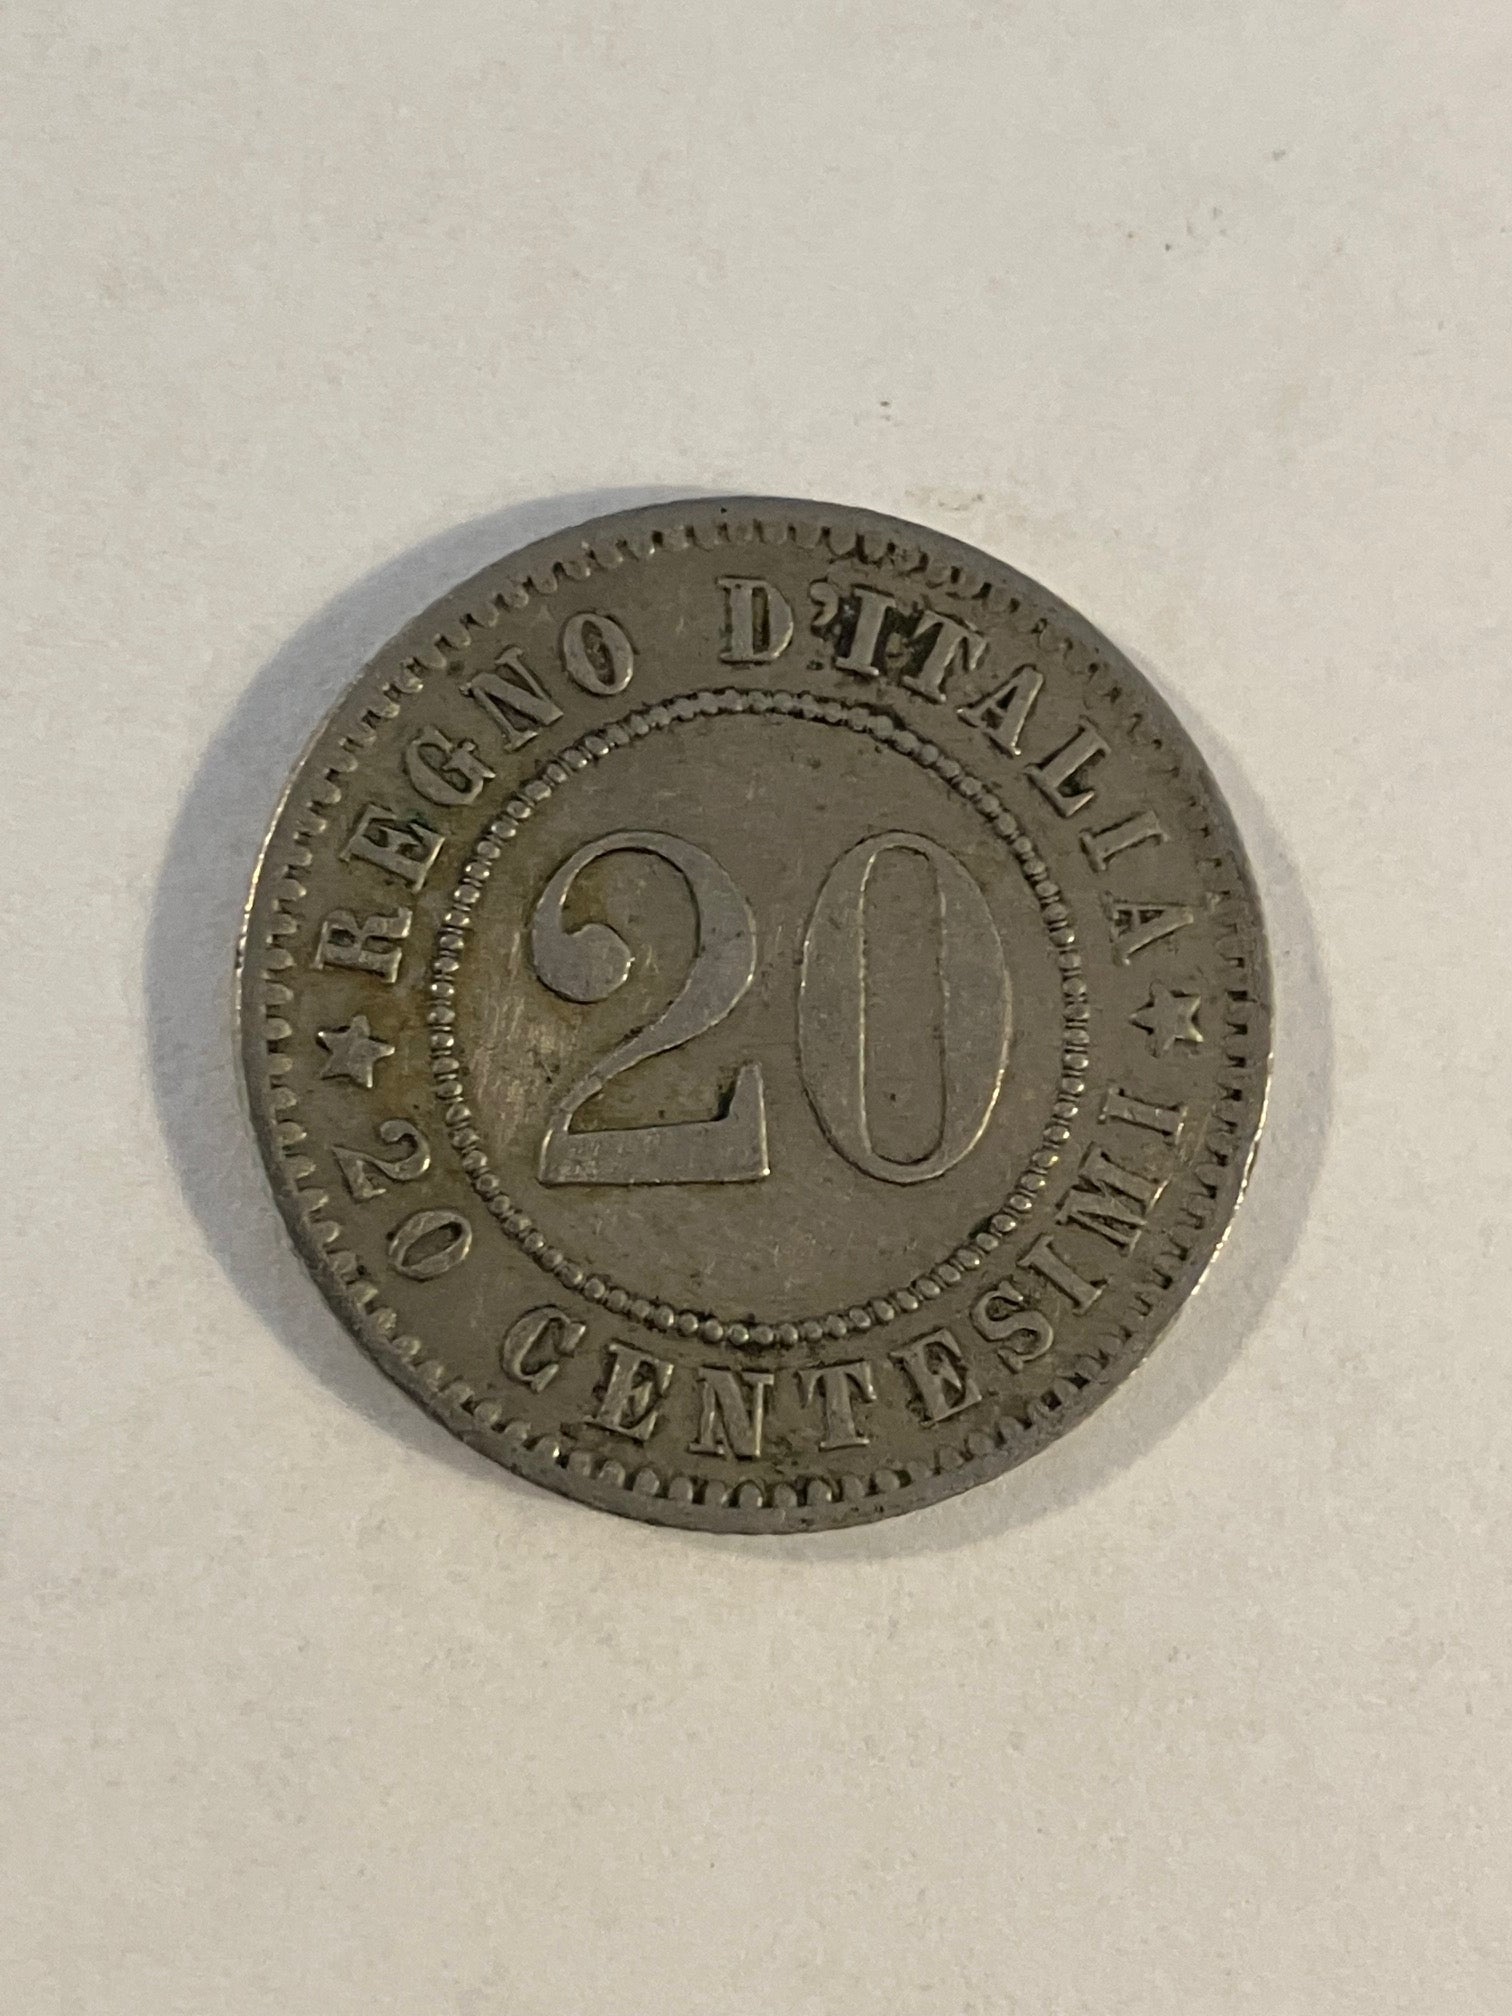 ★ REGNO D'ITALIA ★
20
20 CENTESIMI